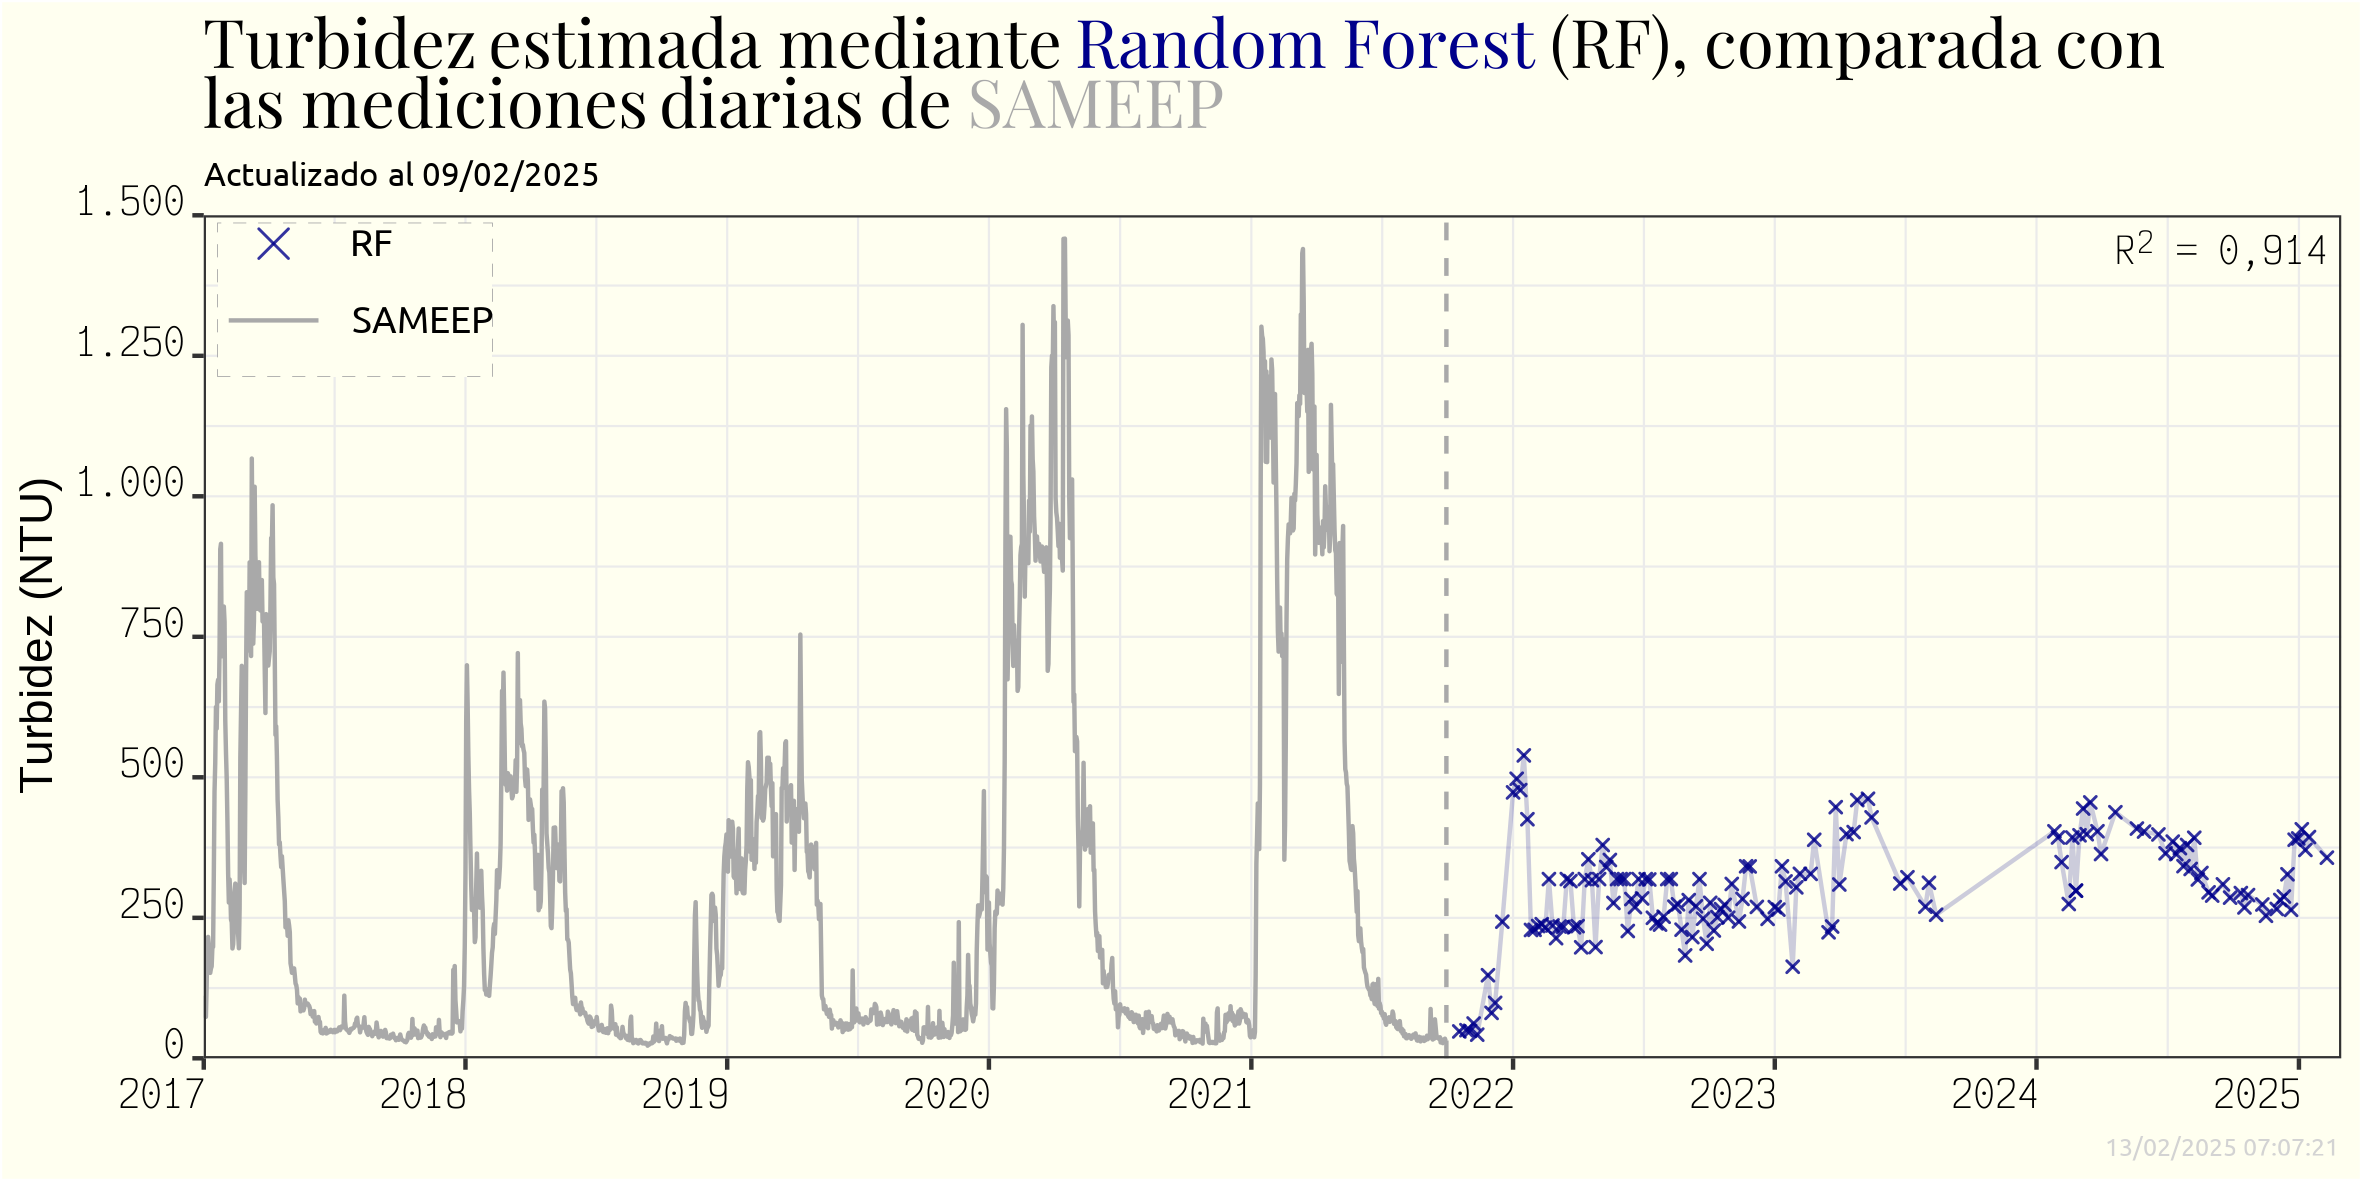 Turbidez estimada mediante Random Forest (RF), comparada con
las mediciones diarias de SAMEEP
Actualizado al 09/02/2025
RF
SAMEEP
R² = 0,914
Turbidez (NTU)
1.500
1.250
1.000
750
500
250
0
2017 2018 2019 2020 2021 2022 2023 2024 2025
13/02/2025 07:07:21